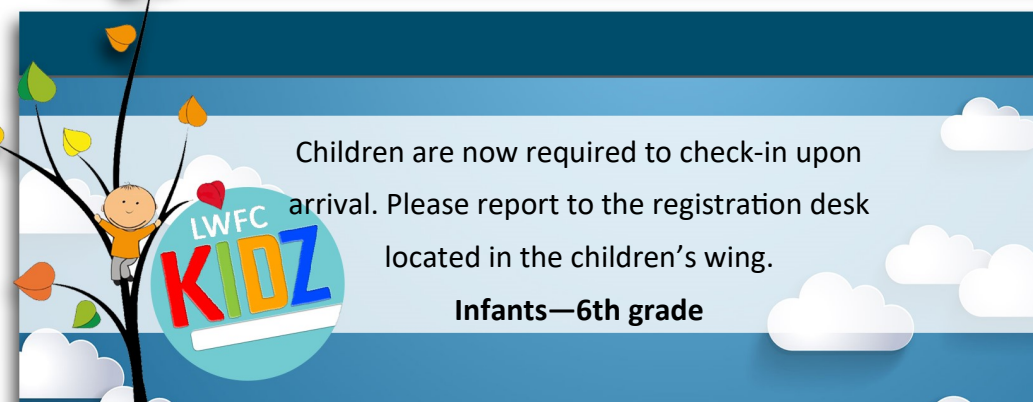 Children are now required to check-in upon
arrival. Please report to the registration desk
located in the children’s wing.
Infants—6th grade
LWFC
KIDZ